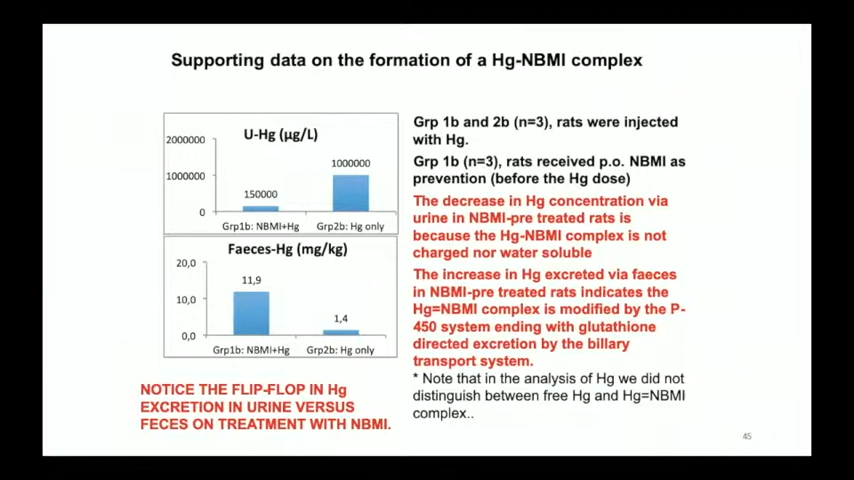 Supporting data on the formation of a Hg-NBMI complex
U-Hg (µg/L)
2000000
1000000
0
150000
1000000
Grp1b: NBMI+Hg
Grp2b: Hg only
Faeces-Hg (mg/kg)
20,0
10,0
0,0
11,9
1,4
Grp1b: NBMI+Hg
Grp2b: Hg only
NOTICE THE FLIP-FLOP IN Hg
EXCRETION IN URINE VERSUS
FECES ON TREATMENT WITH NBMI.
Grp 1b and 2b (n=3), rats were injected
with Hg.
Grp 1b (n=3), rats received p.o. NBMI as
prevention (before the Hg dose)
The decrease in Hg concentration via
urine in NBMI-pre treated rats is
because the Hg-NBMI complex is not
charged nor water soluble
The increase in Hg excreted via faeces
in NBMI-pre treated rats indicates the
Hg=NBMI complex is modified by the P-
450 system ending with glutathione
directed excretion by the billary
transport system.
* Note that in the analysis of Hg we did not
distinguish between free Hg and Hg=NBMI
complex..
45